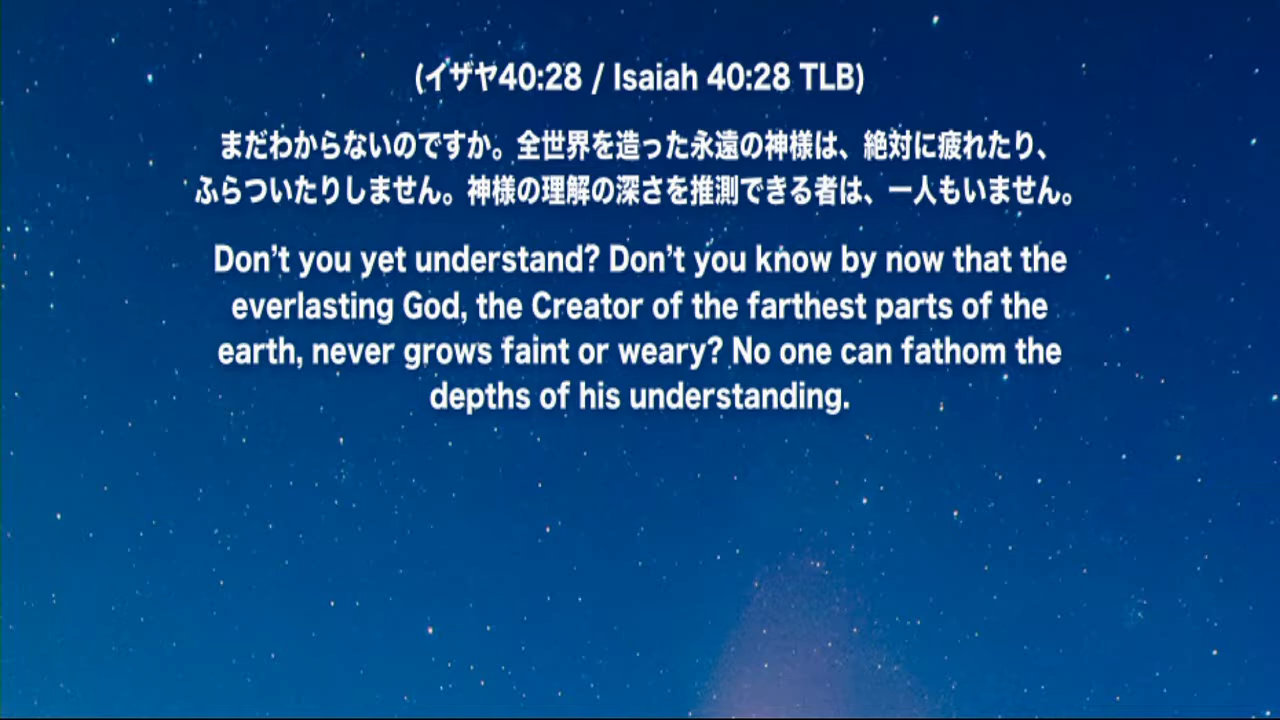 (イザヤ40:28 / Isaiah 40:28 TLB)
まだわからないのですか。全世界を造った永遠の神様は、絶対に疲れたり、
ふらついたりしません。神様の理解の深さを推測できる者は、一人もいません。
Don’t you yet understand? Don’t you know by now that the
everlasting God, the Creator of the farthest parts of the
earth, never grows faint or weary? No one can fathom the
depths of his understanding.